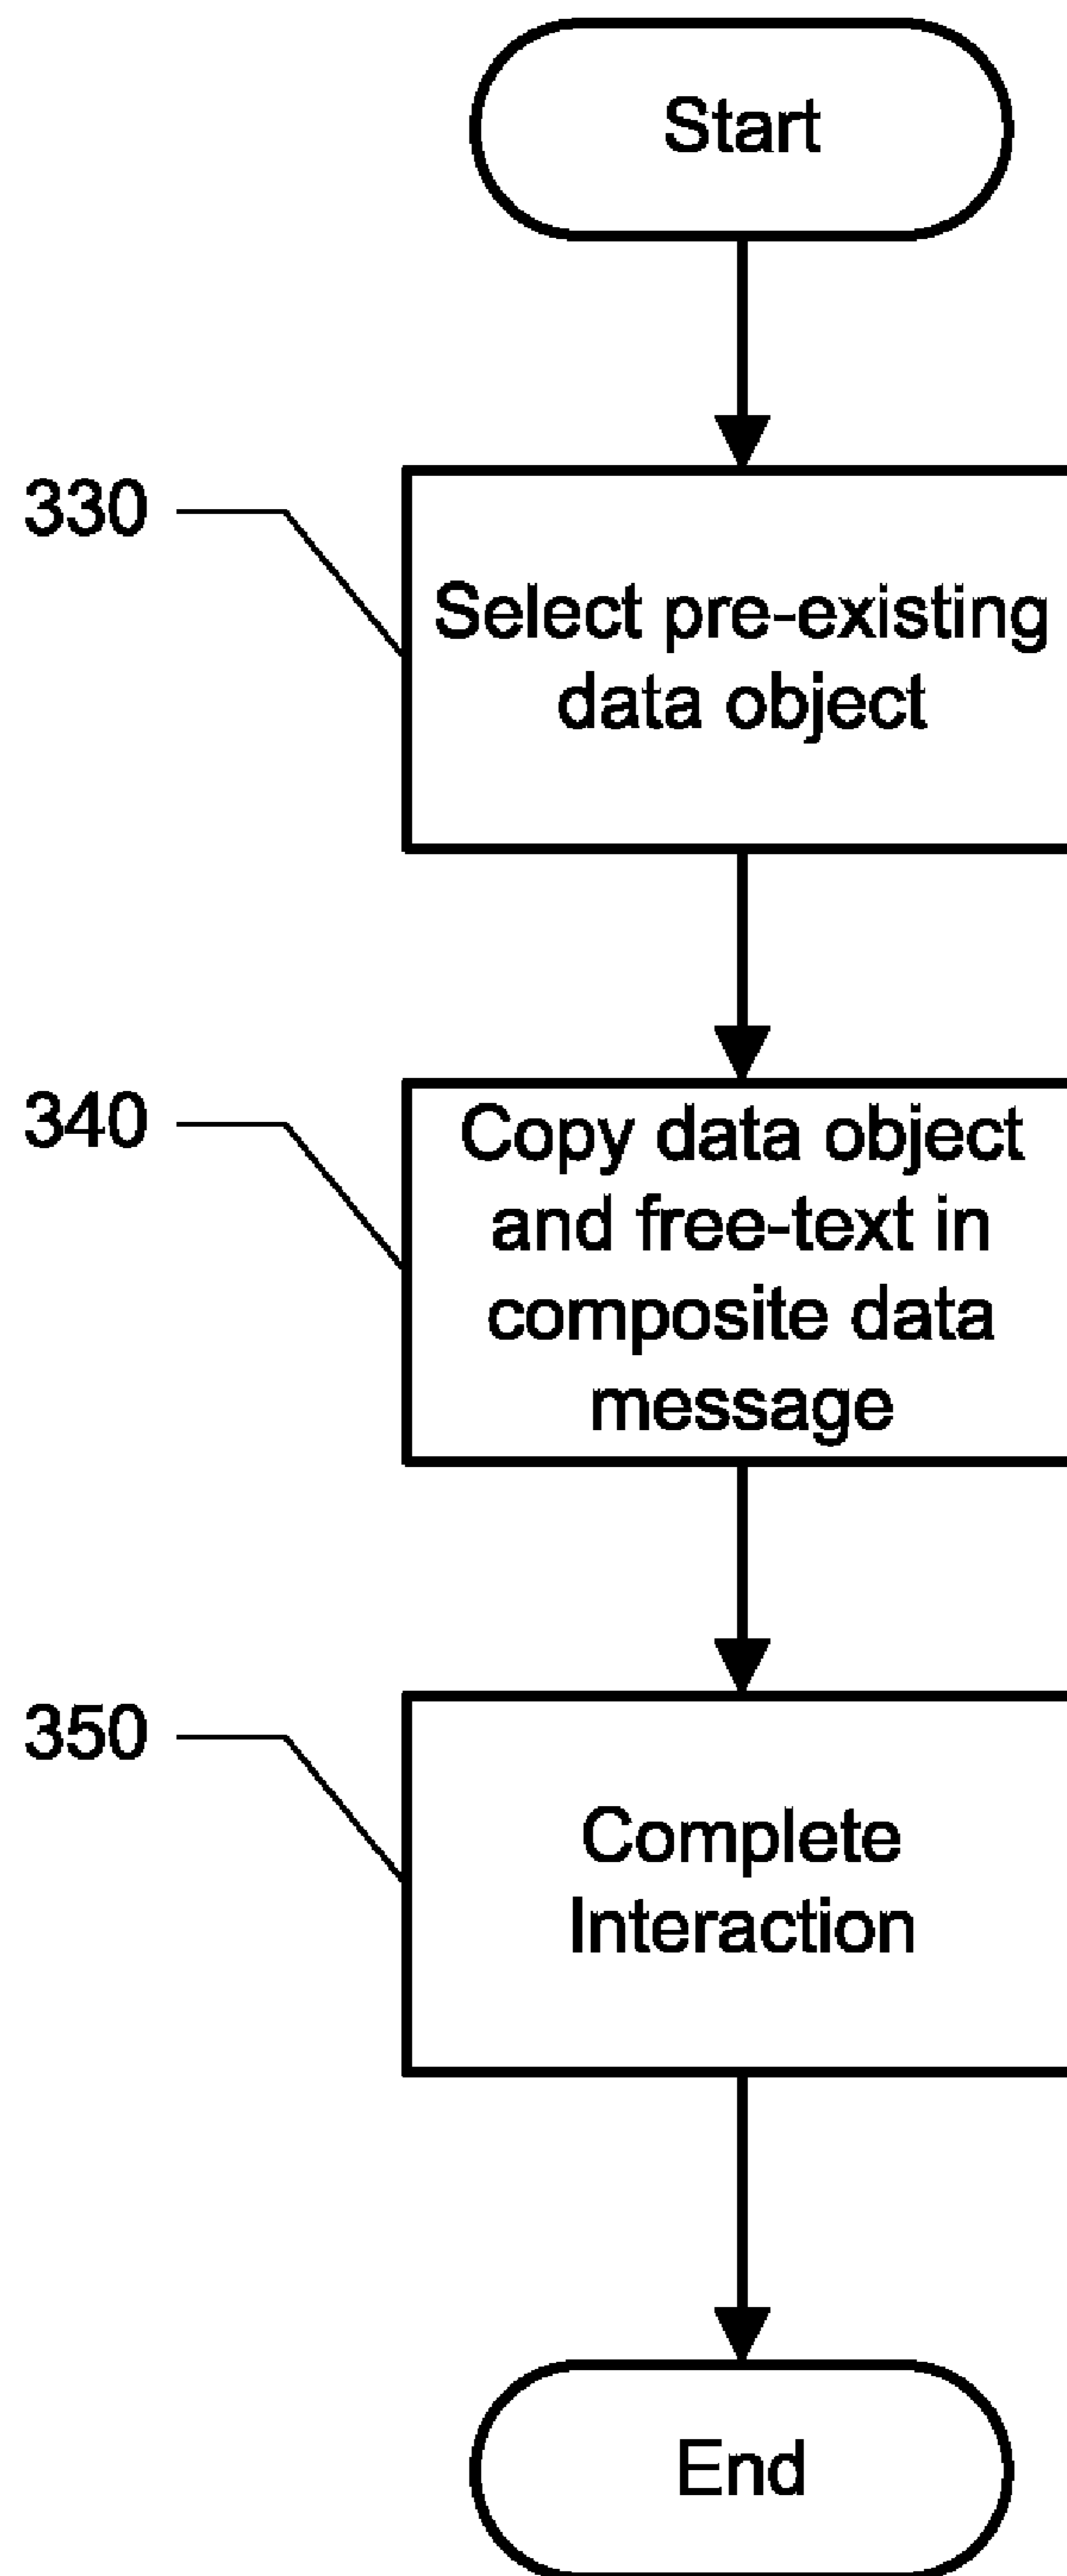 Start
330
Select pre-existing
data object
340
Copy data object
and free-text in
composite data
message
350
Complete
Interaction
End